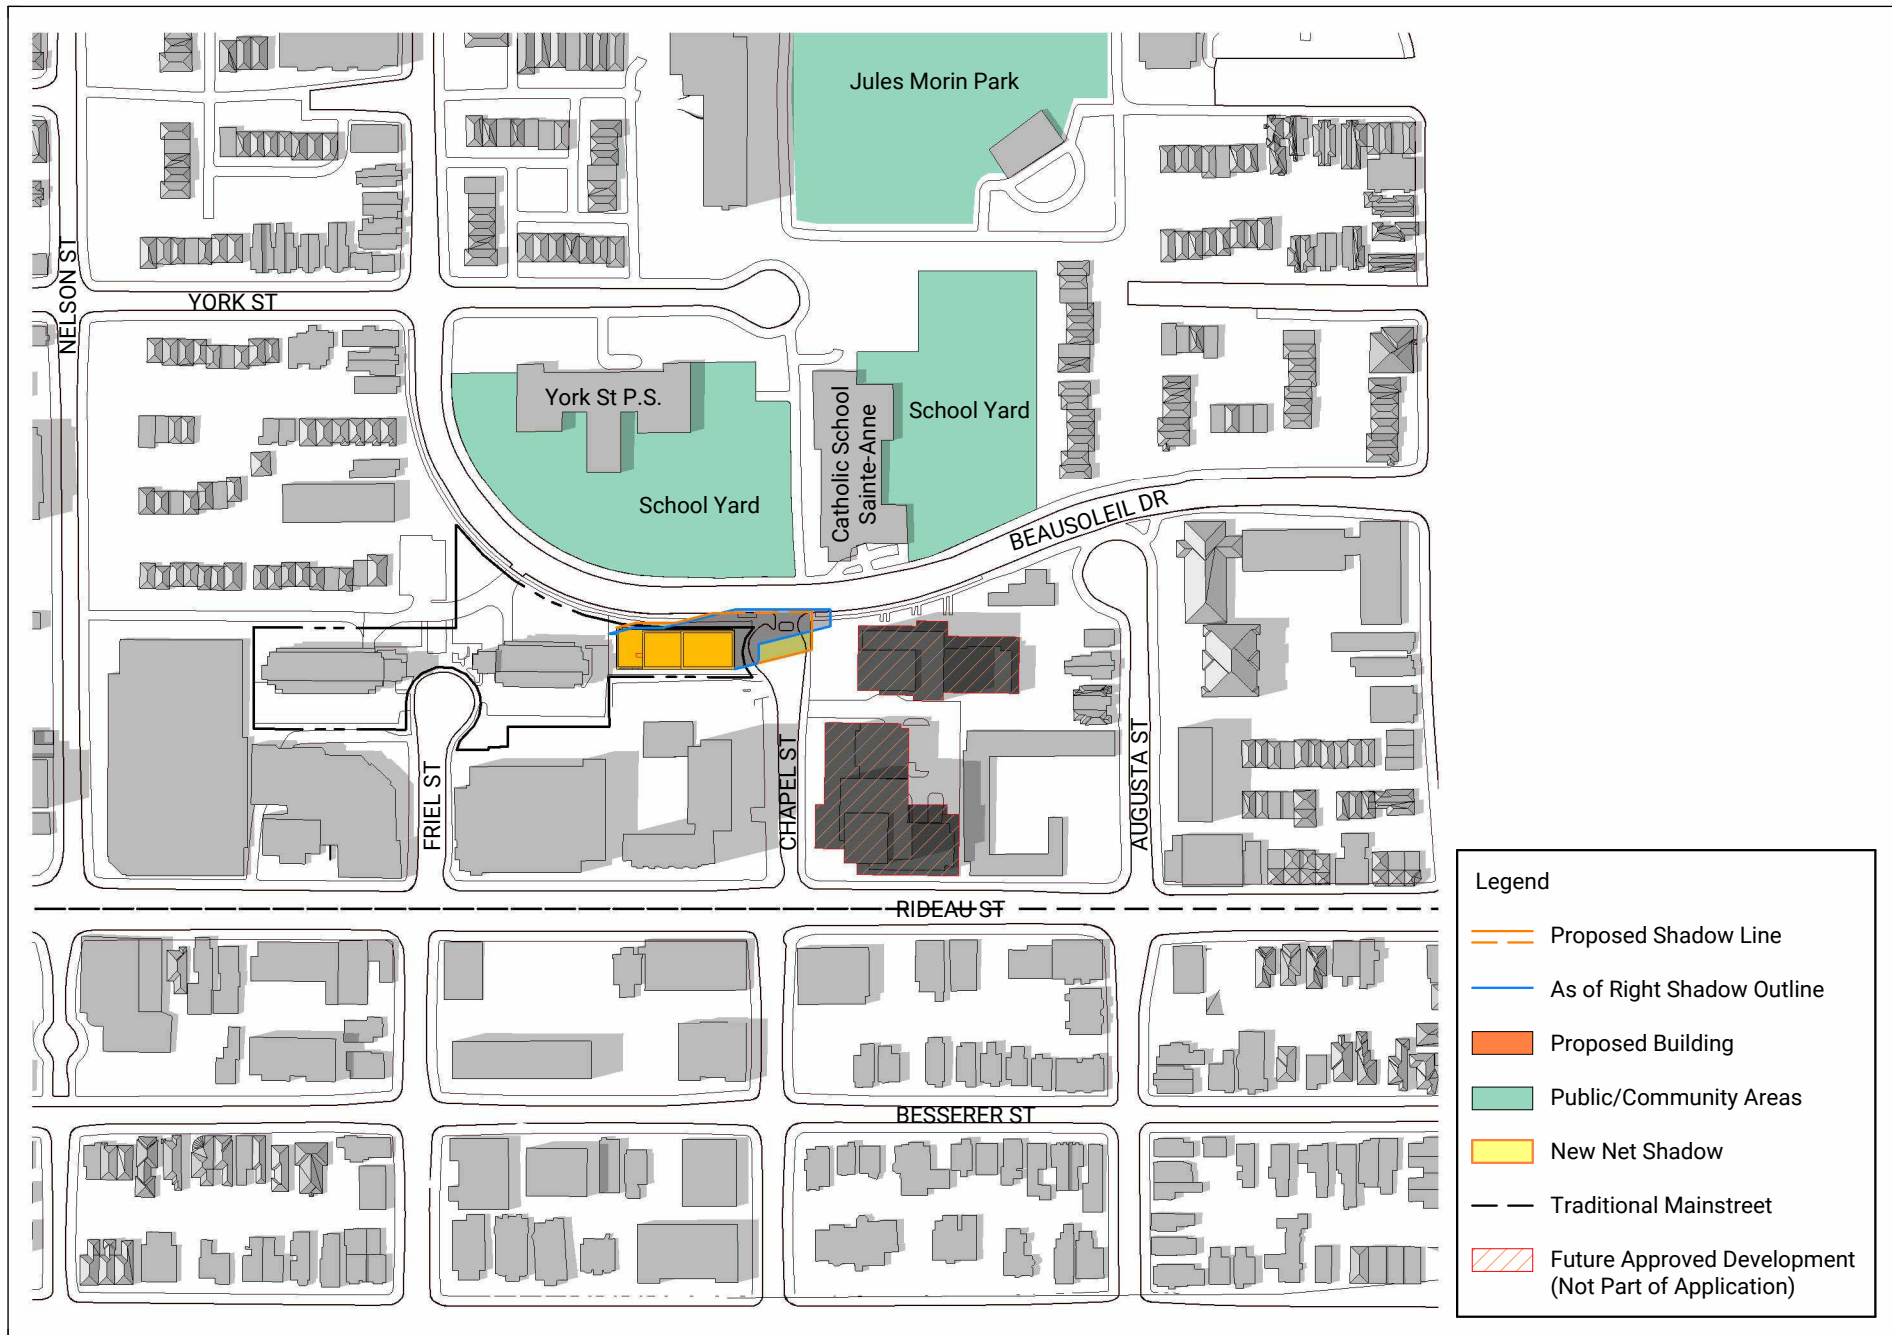 Jules Morin Park
NELSON ST
YORK ST
York St P.S.
Catholic School
Sainte-Anne
School Yard
School Yard
BEAUSOLEIL DR
FRIEL ST
CHAPEL ST
AUGUSTA ST
RIDEAU ST
BESSERER ST
Legend
Proposed Shadow Line
As of Right Shadow Outline
Proposed Building
Public/Community Areas
New Net Shadow
Traditional Mainstreet
Future Approved Development
(Not Part of Application)